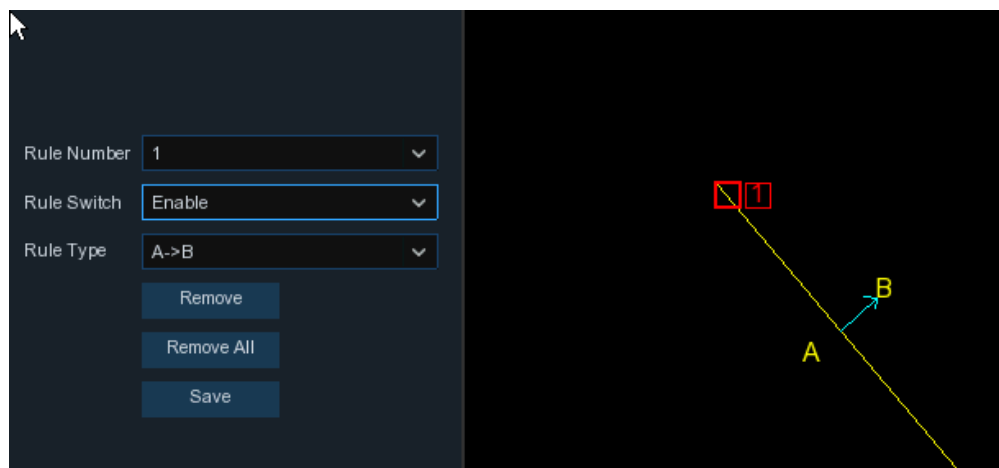 Rule Number 1
Rule Switch Enable
Rule Type A->B
Remove
Remove All
Save
1
B
A